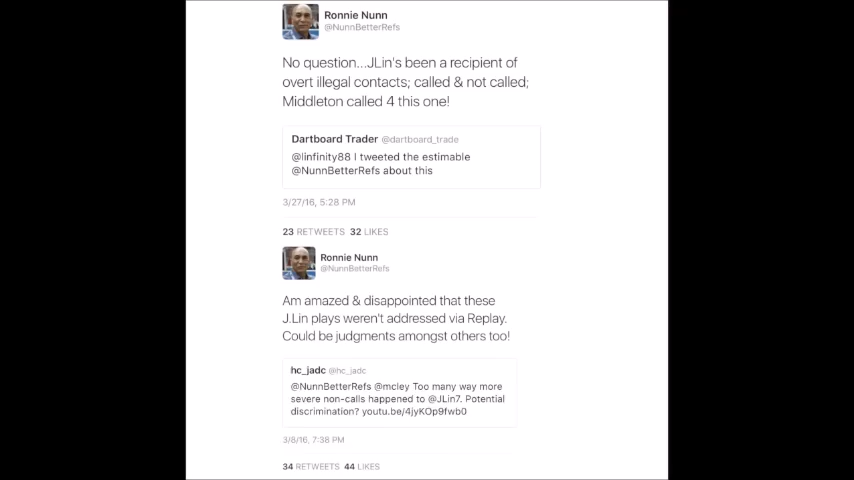 Ronnie Nunn
@NunnBetterRefs
No question...JLin's been a recipient of
overt illegal contacts; called & not called;
Middleton called 4 this one!
Dartboard Trader @dartboard_trade
@linfinity88 I tweeted the estimable
@NunnBetterRefs about this
3/27/16, 5:28 PM
23 RETWEETS 32 LIKES
Ronnie Nunn
@NunnBetterRefs
Am amazed & disappointed that these
J.Lin plays weren't addressed via Replay.
Could be judgments amongst others too!
hc_jadc @hc_jadc
@NunnBetterRefs @mcley Too many way more
severe non-calls happened to @JLin7. Potential
discrimination? youtu.be/4jyKOp9fwb0
3/8/16, 7:38 PM
34 RETWEETS 44 LIKES